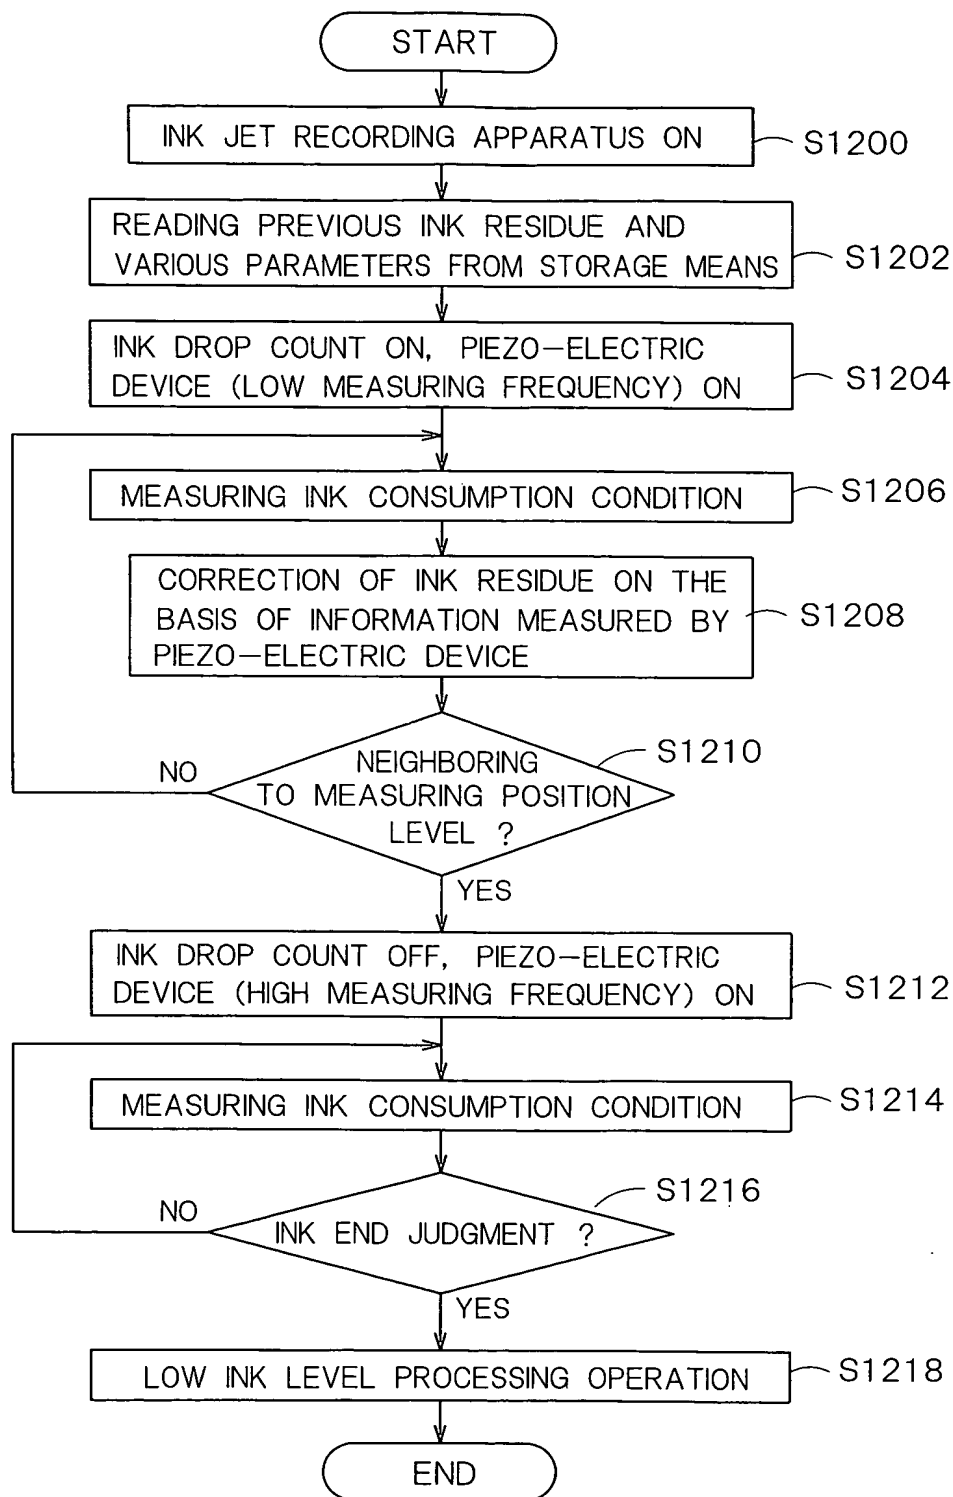 START
INK JET RECORDING APPARATUS ON
S1200
READING PREVIOUS INK RESIDUE AND
VARIOUS PARAMETERS FROM STORAGE MEANS
S1202
INK DROP COUNT ON, PIEZO-ELECTRIC
DEVICE (LOW MEASURING FREQUENCY) ON
S1204
MEASURING INK CONSUMPTION CONDITION
S1206
CORRECTION OF INK RESIDUE ON THE
BASIS OF INFORMATION MEASURED BY
PIEZO-ELECTRIC DEVICE
S1208
S1210
NEIGHBORING
TO MEASURING POSITION
LEVEL ?
NO
YES
INK DROP COUNT OFF, PIEZO-ELECTRIC
DEVICE (HIGH MEASURING FREQUENCY) ON
S1212
MEASURING INK CONSUMPTION CONDITION
S1214
S1216
INK END JUDGMENT ?
NO
YES
LOW INK LEVEL PROCESSING OPERATION
S1218
END